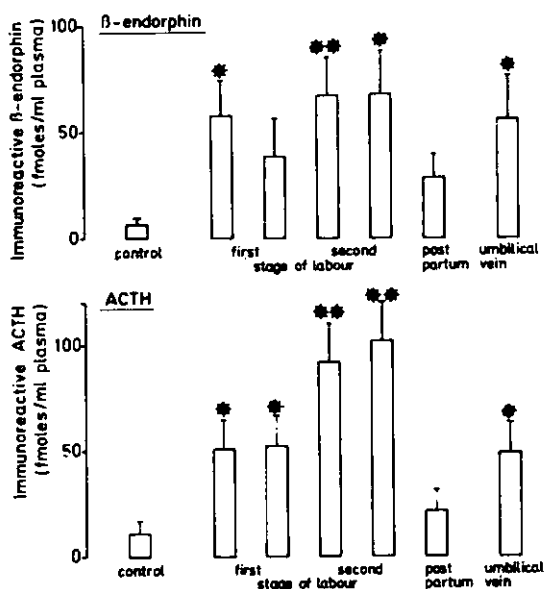 ß-endorphin
Immunoreactive ß-endorphin
(fmoles/ml plasma)
100
50
0
control
first
second
stage of labour
post
partum
umbilical
vein
ACTH
Immunoreactive ACTH
(fmoles/ml plasma)
100
50
0
control
first
second
stage of labour
post
partum
umbilical
vein